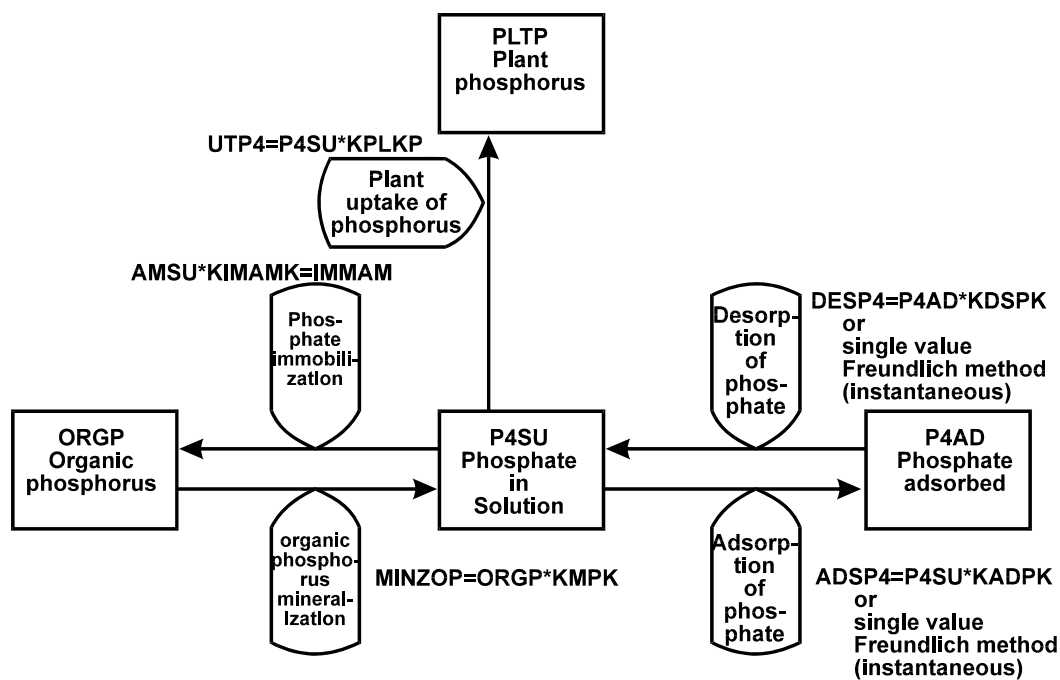 PLTP
Plant
phosphorus
UTP4=P4SU*KPLKP
Plant
uptake of
phosphorus
AMSU*KIMAMK=IMMAM
Phos-
phate
immobili-
zatIon
Desorp-
tion
of
phos-
phate
DESP4=P4AD*KDSPK
or
single value
Freundlich method
(instantaneous)
ORGP
Organic
phosphorus
P4SU
Phosphate
in
Solution
P4AD
Phosphate
adsorbed
organic
phospho-
rus
mineral-
IzatIon
MINZOP=ORGP*KMPK
Adsorp-
tion
of
phos-
phate
ADSP4=P4SU*KADPK
or
single value
Freundlich method
(instantaneous)